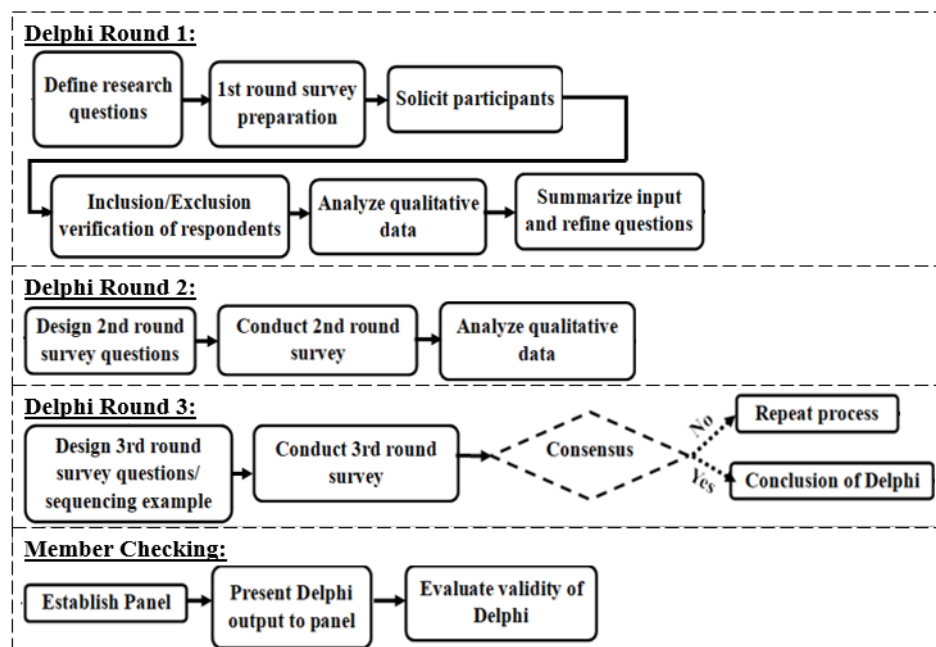 Delphi Round 1:
Define research
questions
1st round survey
preparation
Solicit participants
Inclusion/Exclusion
verification of respondents
Analyze qualitative
data
Summarize input
and refine questions
Delphi Round 2:
Design 2nd round
survey questions
Conduct 2nd round
survey
Analyze qualitative
data
Delphi Round 3:
Design 3rd round
survey questions/
sequencing example
Conduct 3rd round
survey
Consensus
No
Repeat process
Yes
Conclusion of Delphi
Member Checking:
Establish Panel
Present Delphi
output to panel
Evaluate validity of
Delphi